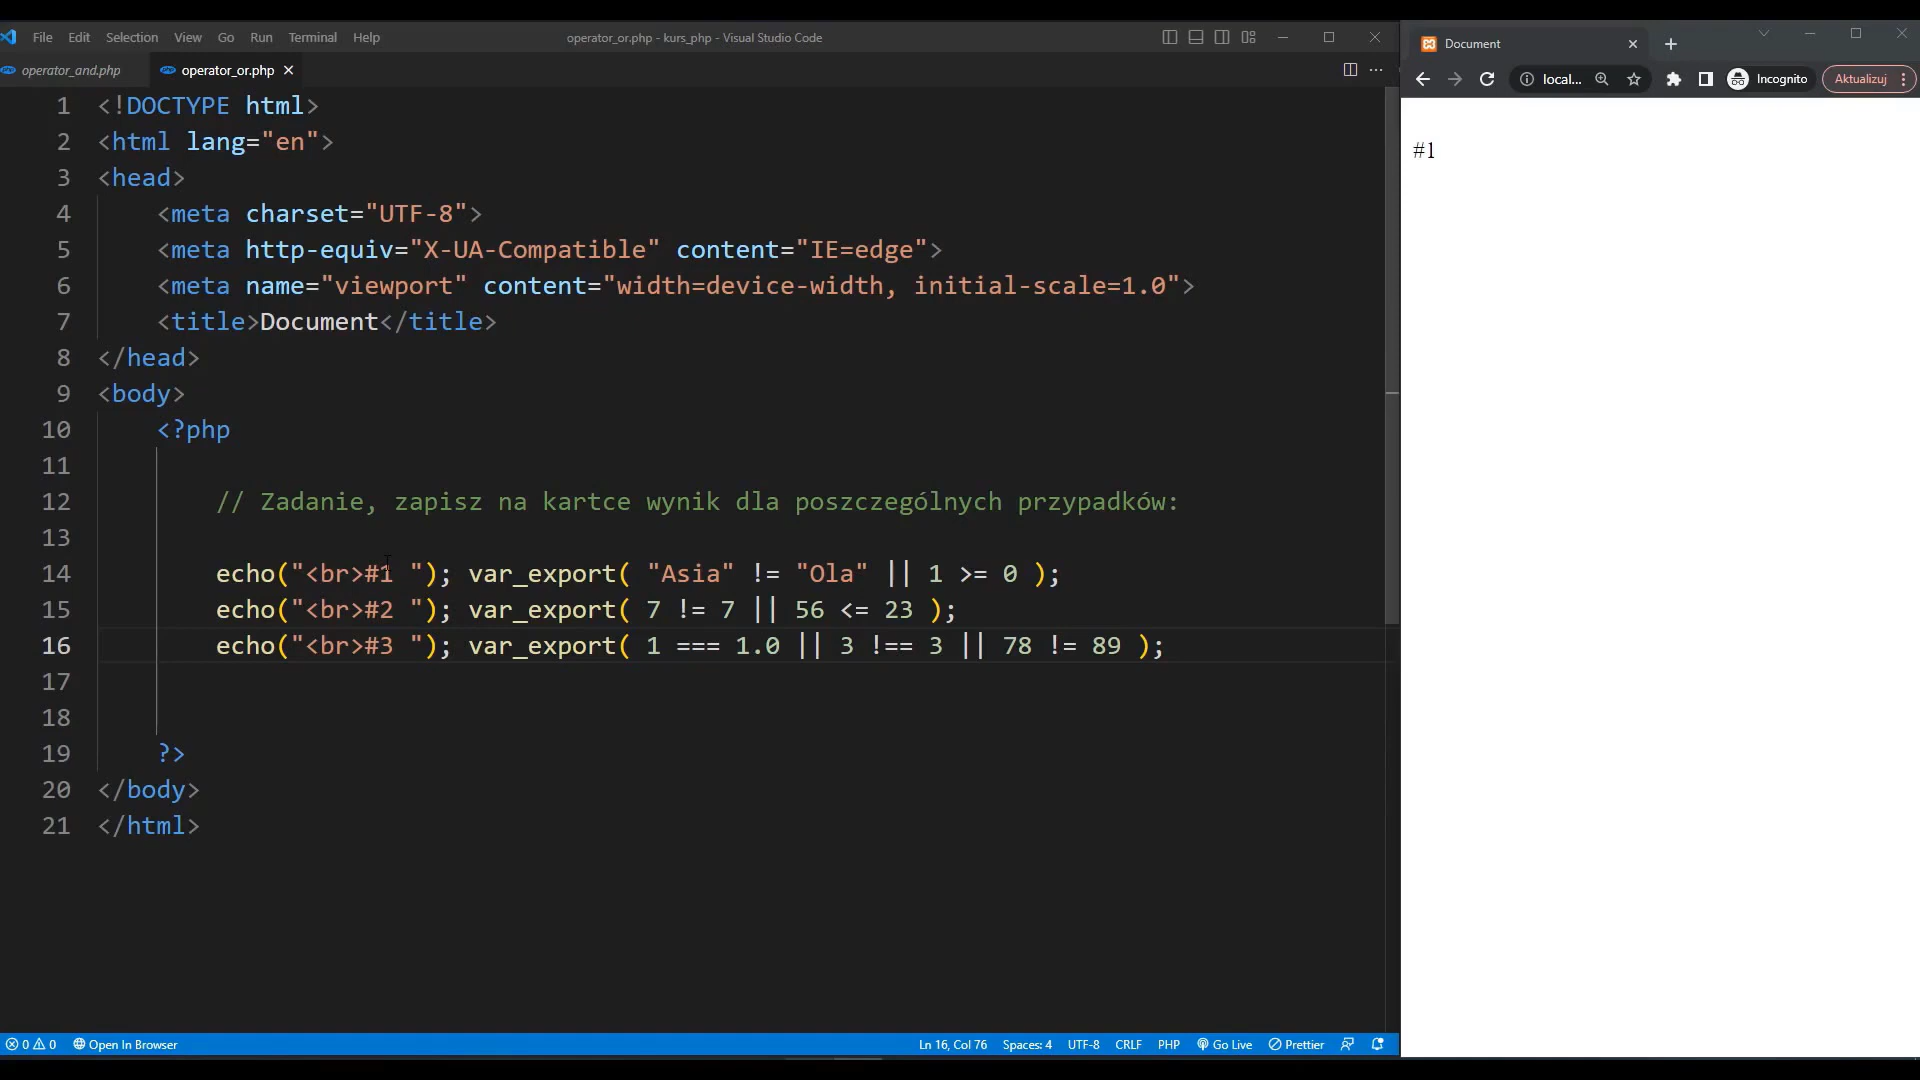 File Edit Selection View Go Run Terminal Help
operator_or.php - kurs_php - Visual Studio Code
operator_and.php
operator_or.php
1 <!DOCTYPE html>
2 <html lang="en">
3 <head>
4 <meta charset="UTF-8">
5 <meta http-equiv="X-UA-Compatible" content="IE=edge">
6 <meta name="viewport" content="width=device-width, initial-scale=1.0">
7 <title>Document</title>
8 </head>
9 <body>
10 <?php
11
12 // Zadanie, zapisz na kartce wynik dla poszczególnych przypadków:
13
14 echo("<br>#1 "); var_export( "Asia" != "Ola" || 1 >= 0 );
15 echo("<br>#2 "); var_export( 7 != 7 || 56 <= 23 );
16 echo("<br>#3 "); var_export( 1 === 1.0 || 3 !== 3 || 78 != 89 );
17
18
19 ?>
20 </body>
21 </html>
0 0 Open In Browser
Ln 16, Col 76 Spaces: 4 UTF-8 CRLF PHP Go Live Prettier
Document
local... Incognito Aktualizuj
#1